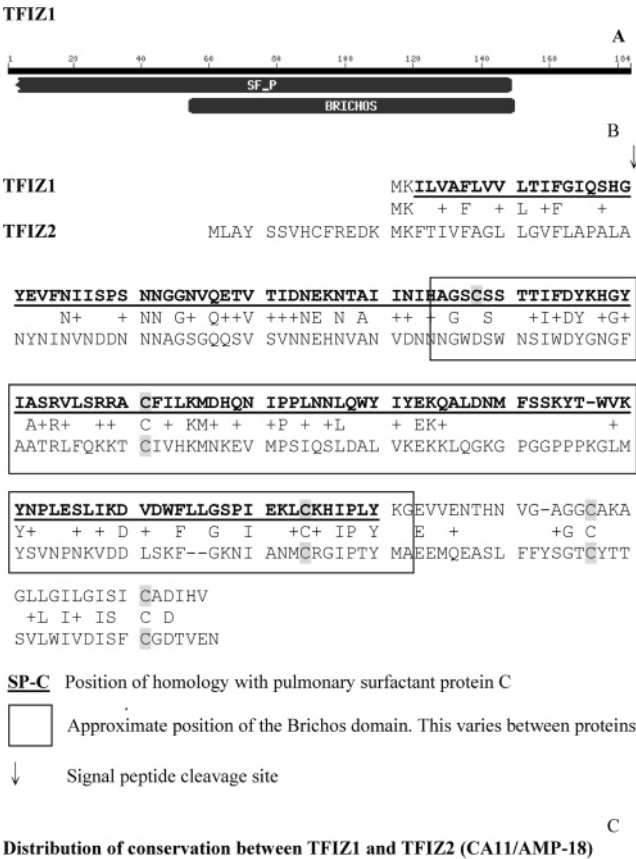 TFIZ1
A
1 20 40 60 80 100 120 140 160 184
SF_P
BRICHOS
B
↓
TFIZ1 MKILVAFLVV LTIFGIQSHG
MK + F + L +F +
TFIZ2 MLAY SSVHCFREDK MKFTIVFAGL LGVFLAPALA
YEVFNIISPS NNGGNVQETV TIDNEKNTAI INIHAGSCSS TTIFDYKHGY
N+ + NN G+ Q++V +++NE N A ++ + G S +I+DY +G+
NYNINVNDDN NNAGSGQQSV SVNNEHNVAN VDNNNGWDSW NSIWDYGNGF
IASRVLSRRA CFILKMDHQN IPPLNNLQWY IYEKQALDNM FSSKYT-WVK
A+R+ ++ C + KM+ + +P + +L + EK+ +
AATRLFQKKT CIVHKMNKEV MPSIQSLDAL VKEKKLQGKG PGGPPPKGLM
YNPLESLIKD VDWFLLGSPI EKLCKHIPLY KGEVVENTHN VG-AGGCAKA
Y+ + + D + F G I +C+ IP Y E + +G C
YSVNPNKVDD LSKF--GKNI ANMCRGIPTY MAEEMQEASL FFYSGTCYTT
GLLGILGISI CADIHV
+L I+ IS C D
SVLWIVDISF CGDTVEN
SP-C Position of homology with pulmonary surfactant protein C
Approximate position of the Brichos domain. This varies between proteins
↓ Signal peptide cleavage site
C
Distribution of conservation between TFIZ1 and TFIZ2 (CA11/AMP-18)